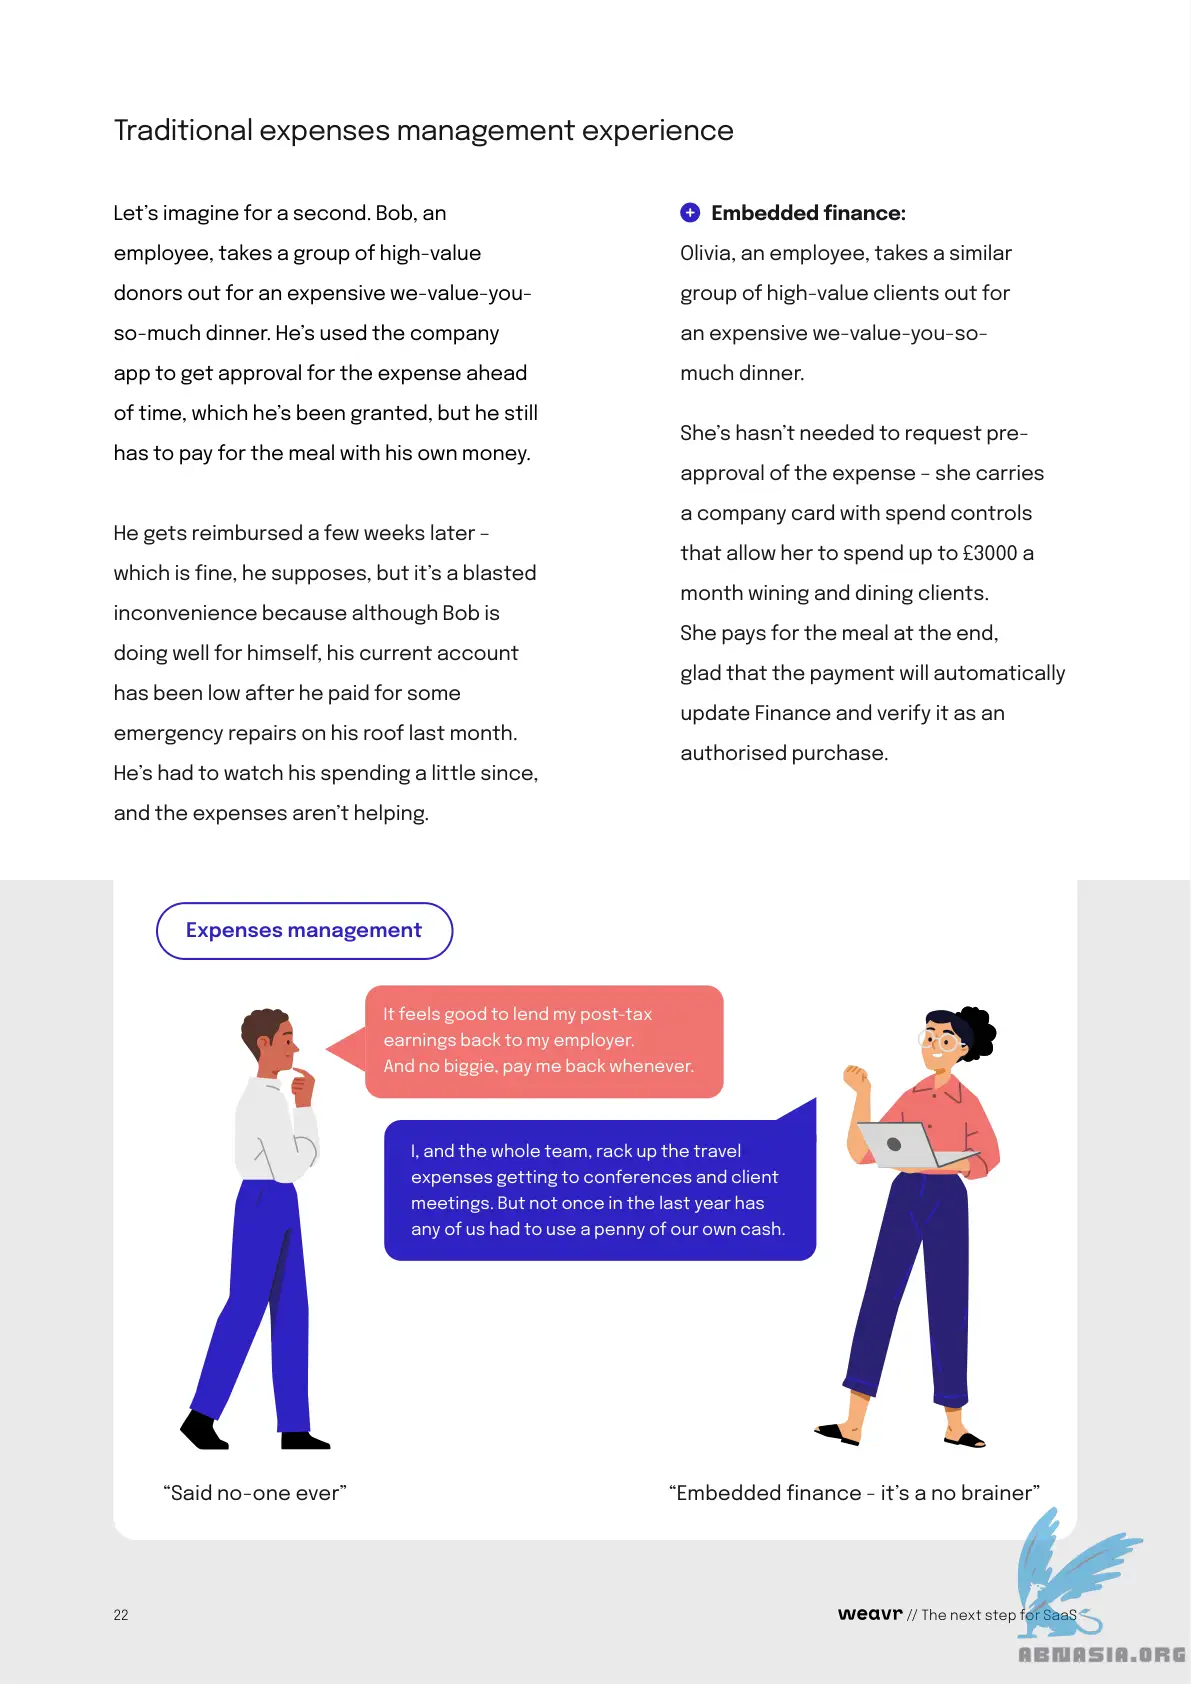 Traditional expenses management experience
Let's imagine for a second. Bob, an
employee, takes a group of high-value
donors out for an expensive we-value-you-
so-much dinner. He's used the company
app to get approval for the expense ahead
of time, which he's been granted, but he still
has to pay for the meal with his own money.
He gets reimbursed a few weeks later –
which is fine, he supposes, but it's a blasted
inconvenience because although Bob is
doing well for himself, his current account
has been low after he paid for some
emergency repairs on his roof last month.
He's had to watch his spending a little since,
and the expenses aren't helping.
Embedded finance:
Olivia, an employee, takes a similar
group of high-value clients out for
an expensive we-value-you-so-
much dinner.
She's hasn't needed to request pre-
approval of the expense – she carries
a company card with spend controls
that allow her to spend up to £3000 a
month wining and dining clients.
She pays for the meal at the end,
glad that the payment will automatically
update Finance and verify it as an
authorised purchase.
Expenses management
It feels good to lend my post-tax
earnings back to my employer.
And no biggie, pay me back whenever.
I, and the whole team, rack up the travel
expenses getting to conferences and client
meetings. But not once in the last year has
any of us had to use a penny of our own cash.
“Said no-one ever”
“Embedded finance - it's a no brainer”
22
weavr // The next step for SaaS
ABNASIA.ORG